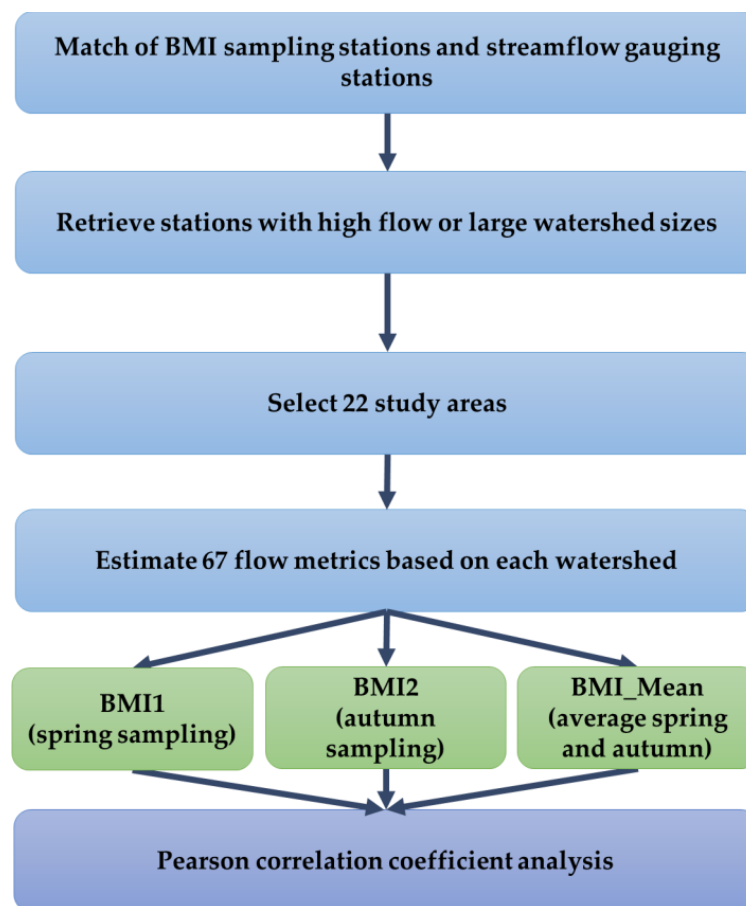 Match of BMI sampling stations and streamflow gauging
stations
Retrieve stations with high flow or large watershed sizes
Select 22 study areas
Estimate 67 flow metrics based on each watershed
BMI1
(spring sampling)
BMI2
(autumn
sampling)
BMI_Mean
(average spring
and autumn)
Pearson correlation coefficient analysis